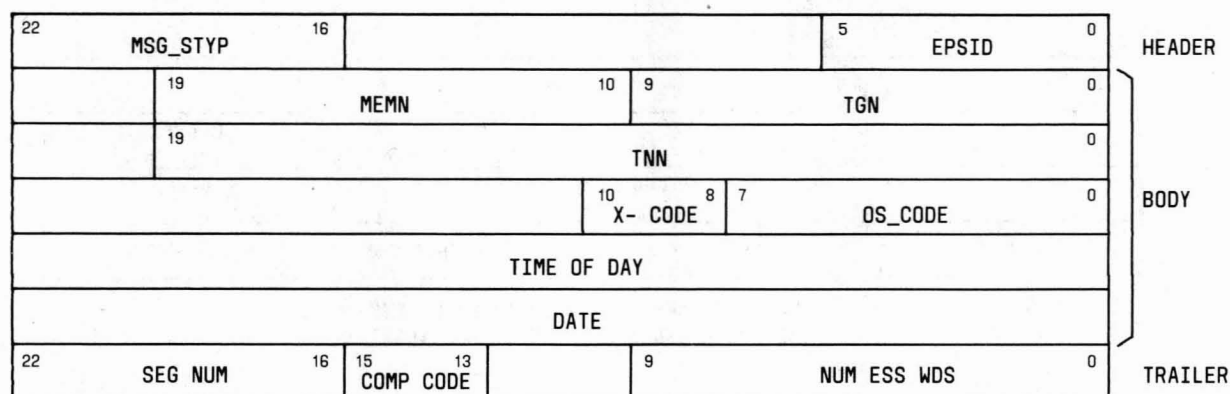 22 MSG_STYP 16 5 EPSID 0 HEADER
19 MEMN 10 9 TGN 0
19 TNN 0
10 X- CODE 8 7 OS_CODE 0 BODY
TIME OF DAY
DATE
22 SEG NUM 16 15 COMP CODE 13 9 NUM ESS WDS 0 TRAILER